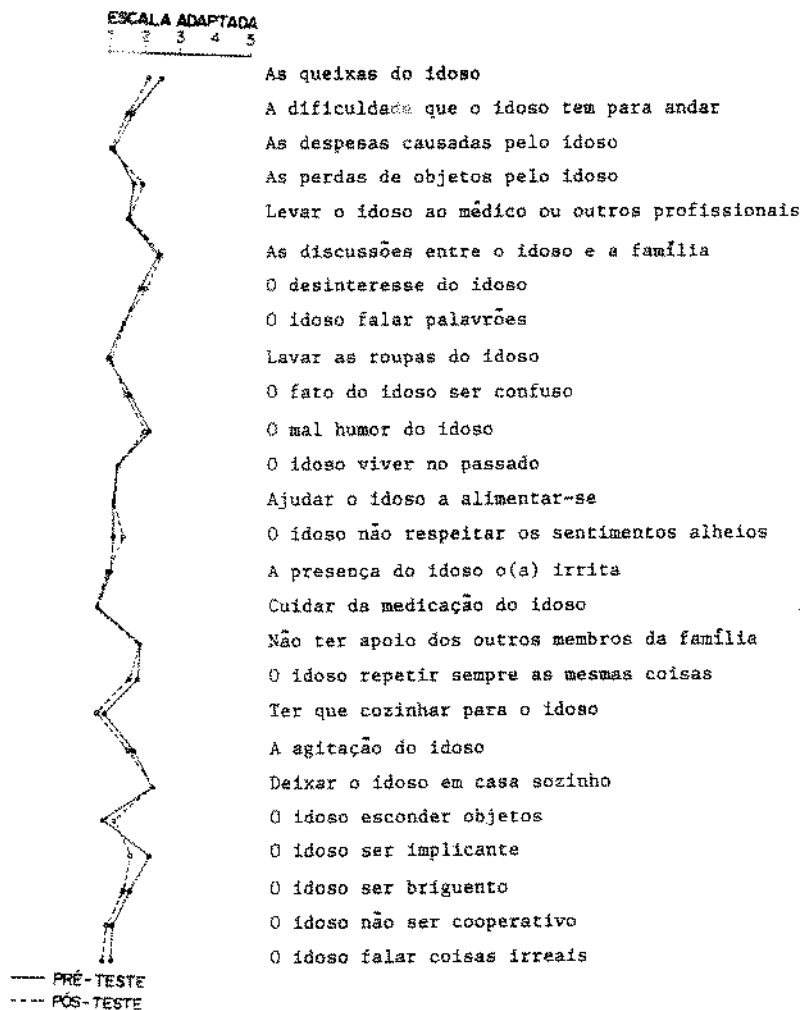 ESCALA ADAPTADA
1 2 3 4 5
As queixas do idoso
A dificuldade que o idoso tem para andar
As despesas causadas pelo idoso
As perdas de objetos pelo idoso
Levar o idoso ao médico ou outros profissionais
As discussões entre o idoso e a família
O desinteresse do idoso
O idoso falar palavrões
Lavar as roupas do idoso
O fato do idoso ser confuso
O mal humor do idoso
O idoso viver no passado
Ajudar o idoso a alimentar-se
O idoso não respeitar os sentimentos alheios
A presença do idoso o(a) irrita
Cuidar da medicação do idoso
Não ter apoio dos outros membros da família
O idoso repetir sempre as mesmas coisas
Ter que cozinhar para o idoso
A agitação do idoso
Deixar o idoso em casa sozinho
O idoso esconder objetos
O idoso ser implicante
O idoso ser briguento
O idoso não ser cooperativo
O idoso falar coisas irreais
PRÉ-TESTE
PÓS-TESTE